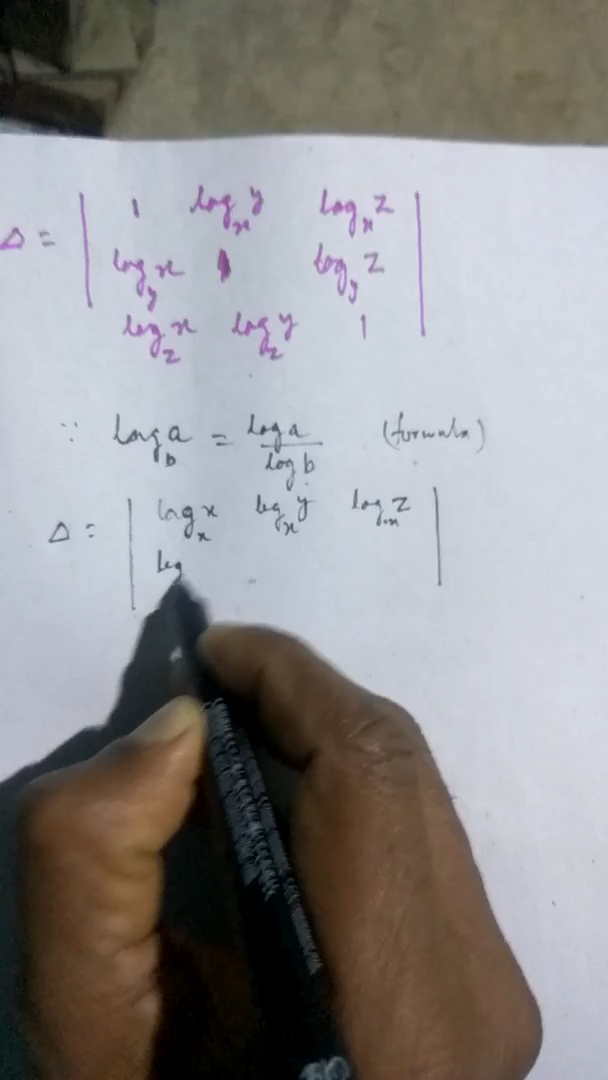 Δ = | 1 log_x y log_x z |
| log_y x 1 log_y z |
| log_z x log_z y 1 |
∵ log_b a = log a / log b (formula)
Δ = | log_x x log_x y log_x z |
log